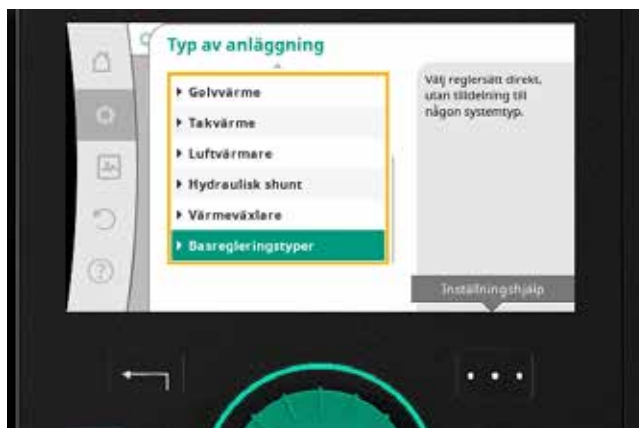 Typ av anläggning
Golvvärme
Takvärme
Luftvärmare
Hydraulisk shunt
Värmeväxlare
Basregleringstyper
Välj reglersätt direkt,
utan tilldelning till
någon systemtyp.
Inställningshjälp